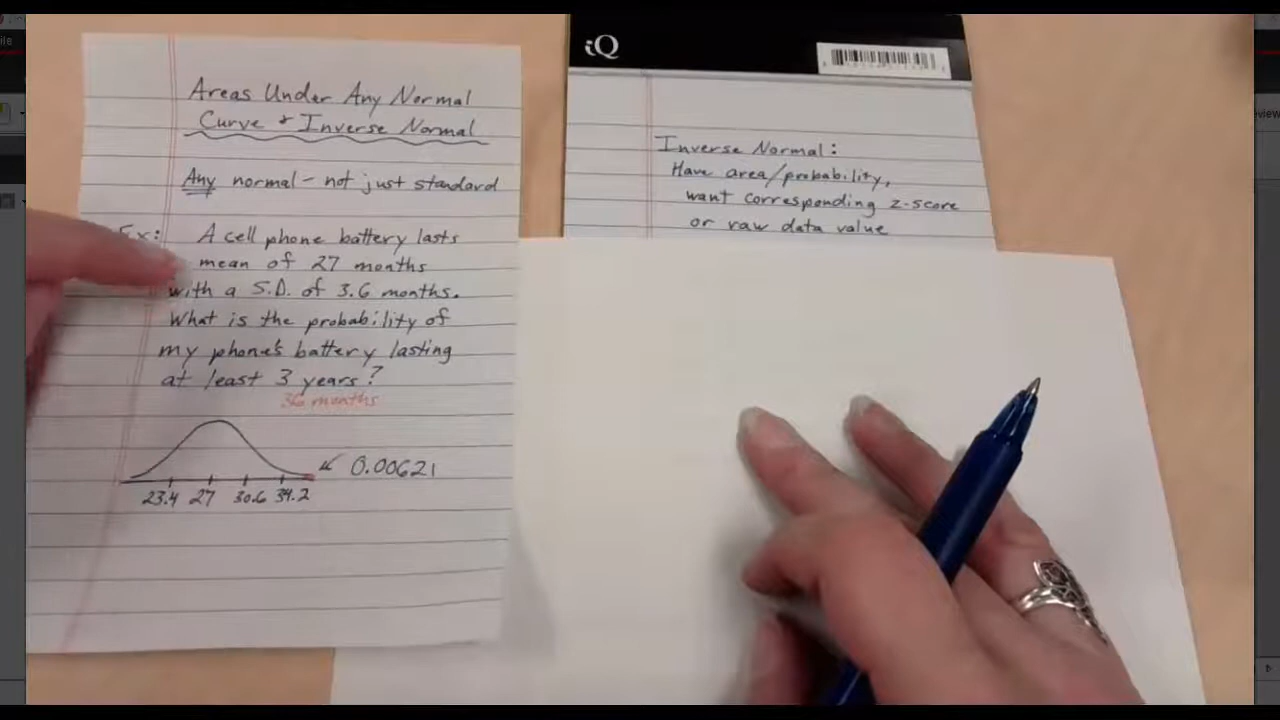 Areas Under Any Normal
Curve & Inverse Normal
Any normal - not just standard
Ex: A cell phone battery lasts
mean of 27 months
with a S.D. of 3.6 months.
What is the probability of
my phone's battery lasting
at least 3 years?
36 months
0.00621
23.4 27 30.6 34.2
iQ
Inverse Normal:
Have area/probability,
want corresponding z-score
or raw data value